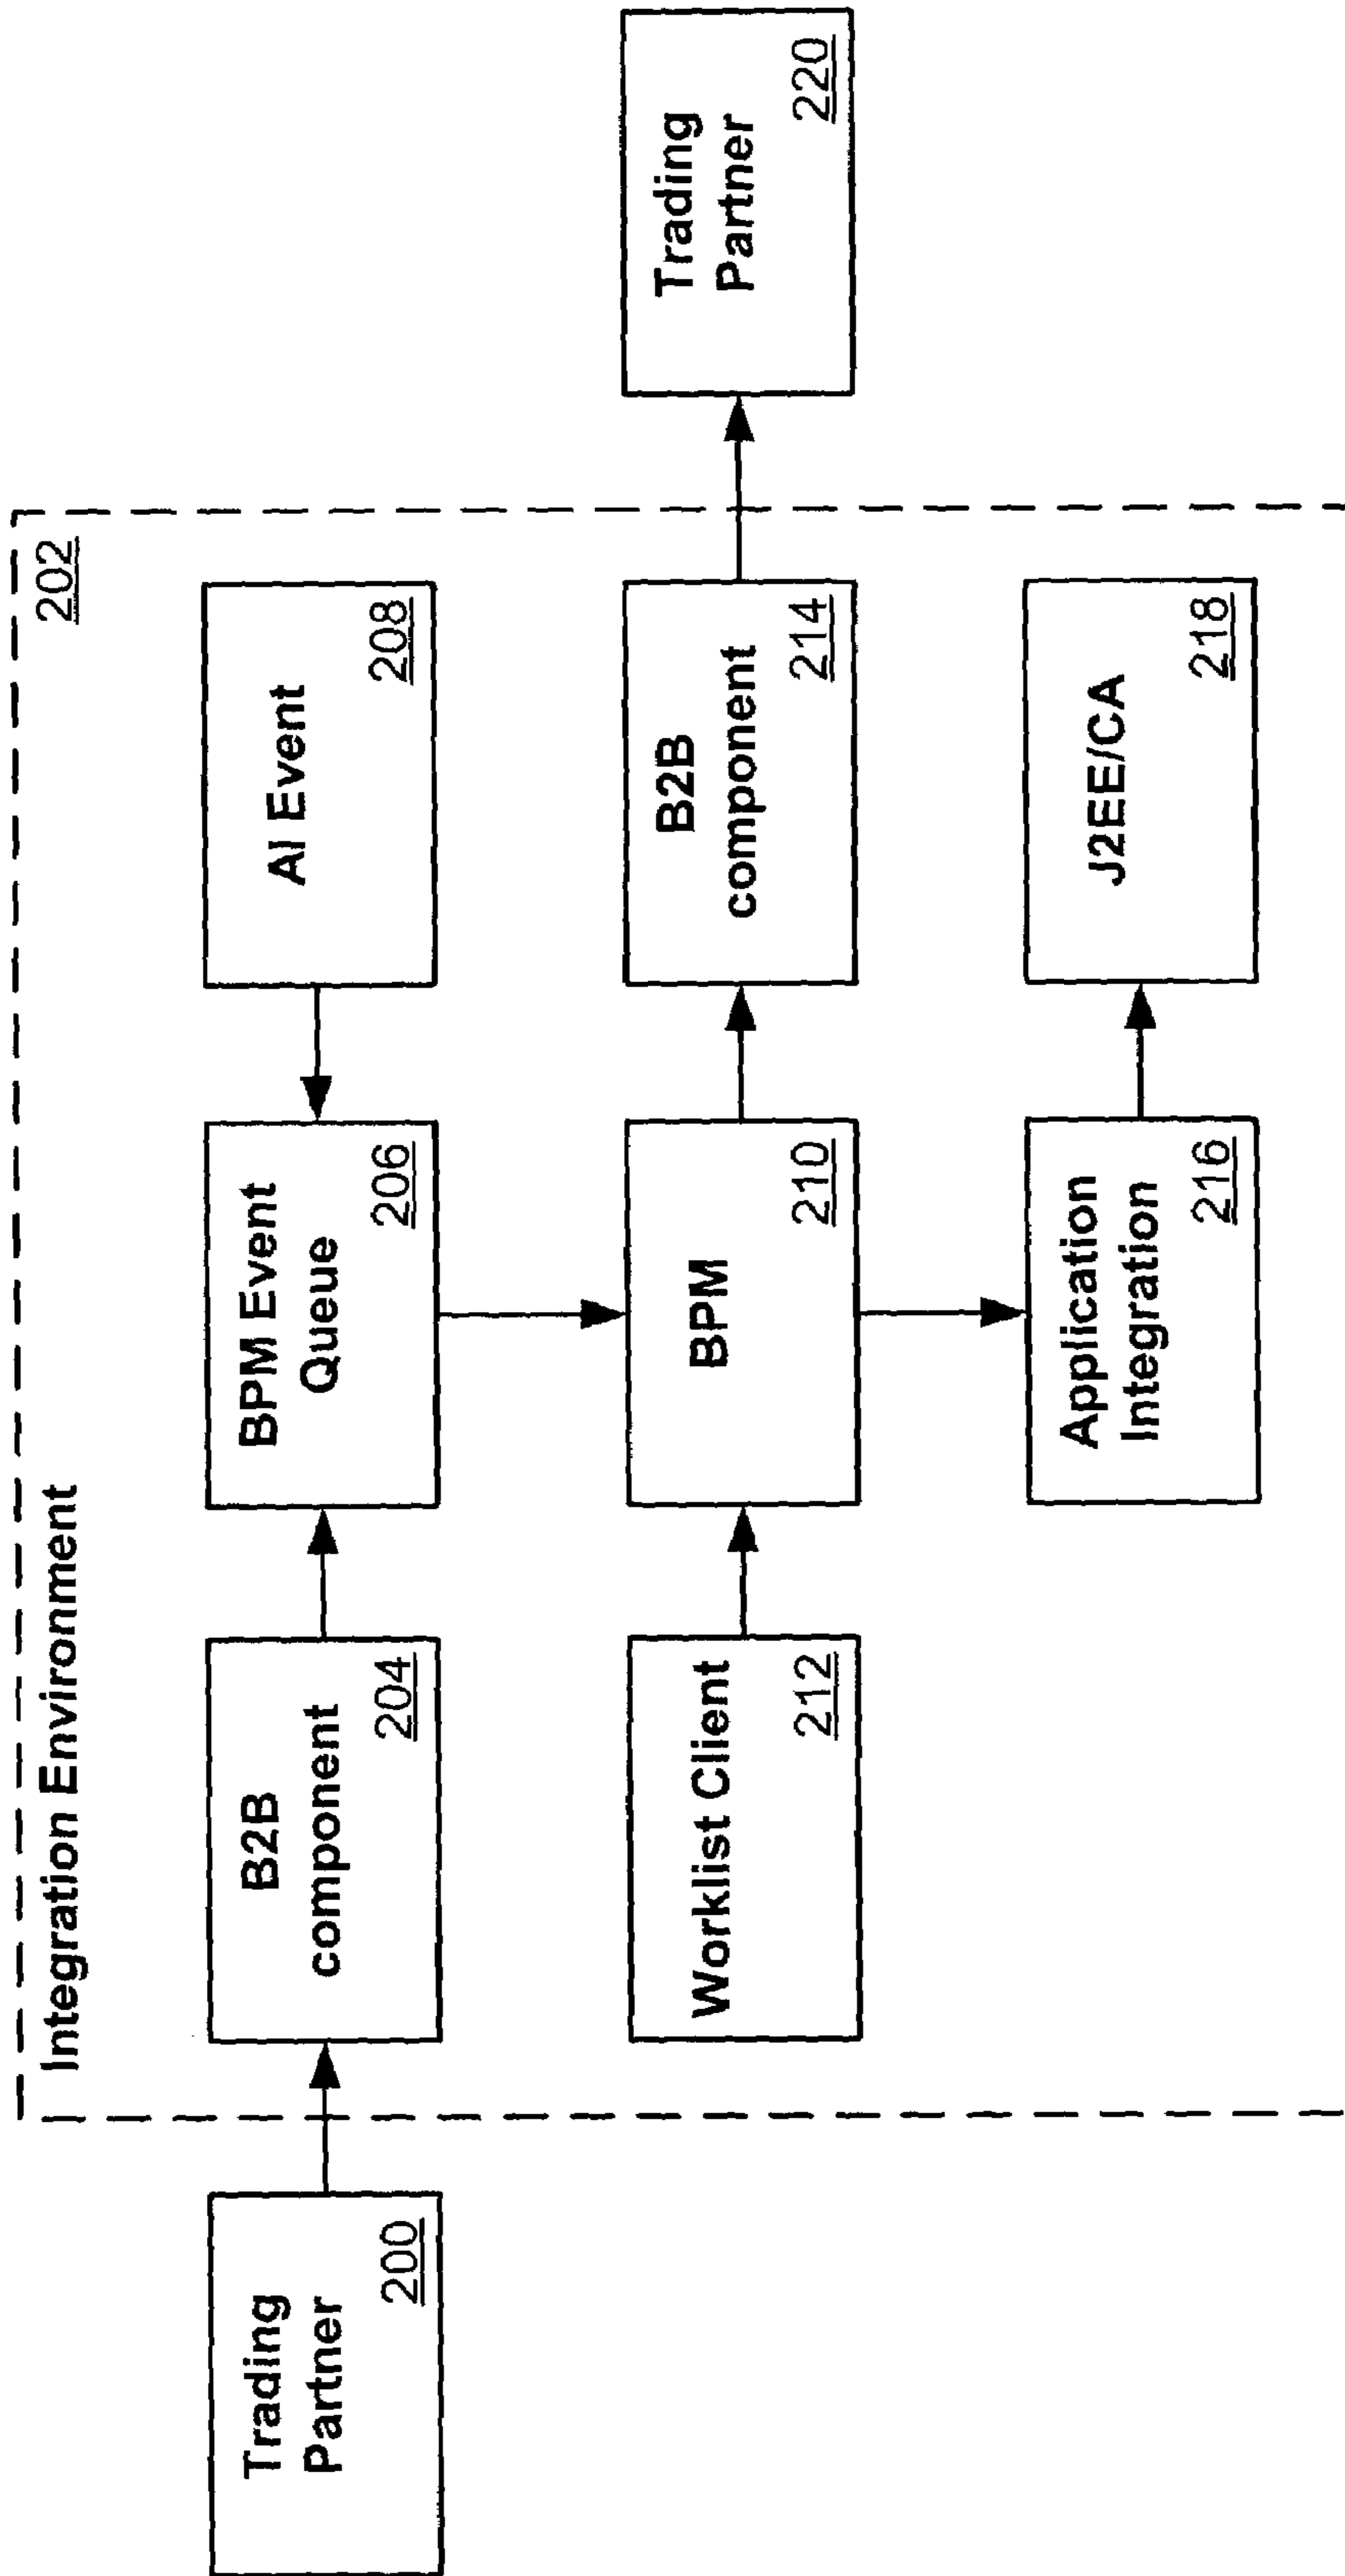 Integration Environment
202
Trading
Partner
200
B2B
component
204
BPM Event
Queue
206
AI Event
208
Worklist Client
212
BPM
210
B2B
component
214
Trading
Partner
220
Application
Integration
216
J2EE/CA
218